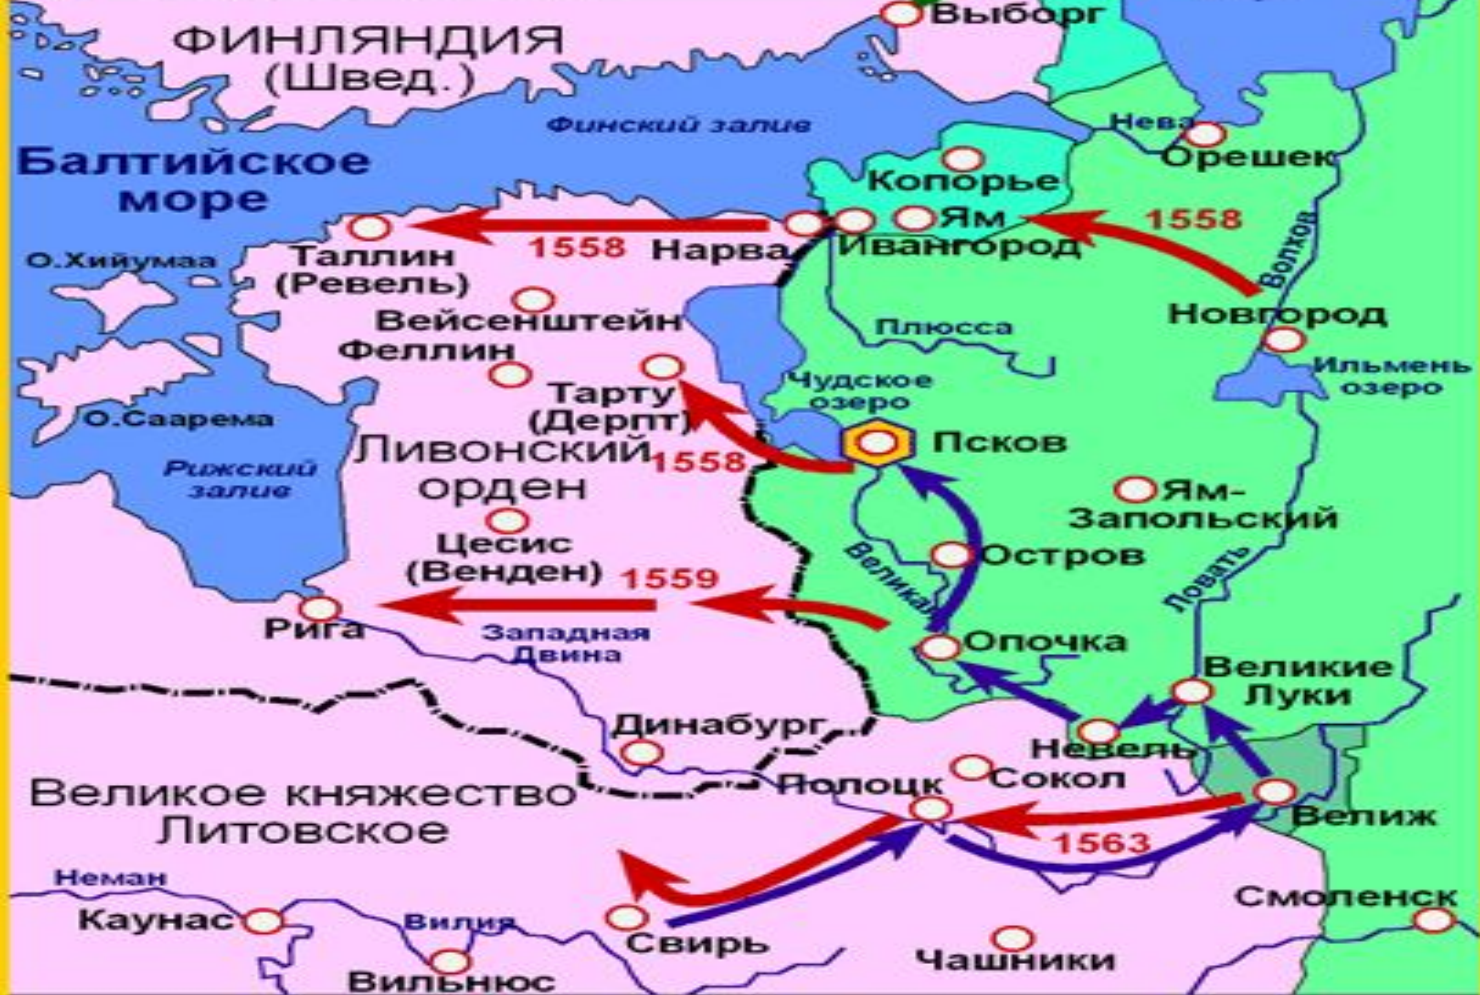 Выборг
ФИНЛЯНДИЯ
(Швед.)
Финский залив
Нева
Орешек
Балтийское
море
Копорье
Ям
1558
Ивангород
Нарва
1558
Таллин
(Ревель)
О.Хийумаа
Волхов
Новгород
Вейсенштейн
Плюсса
Феллин
Ильмень
озеро
Чудское
озеро
Тарту
(Дерпт)
О.Саарема
Псков
Ливонский
орден
1558
Рижский
залив
Ям-
Запольский
Цесис
(Венден)
Остров
Великая
Ловать
1559
Рига
Западная
Двина
Опочка
Великие
Луки
Динабург
Невель
Сокол
Полоцк
Великое княжество
Литовское
Велиж
1563
Неман
Каунас
Вилия
Свирь
Смоленск
Чашники
Вильнюс